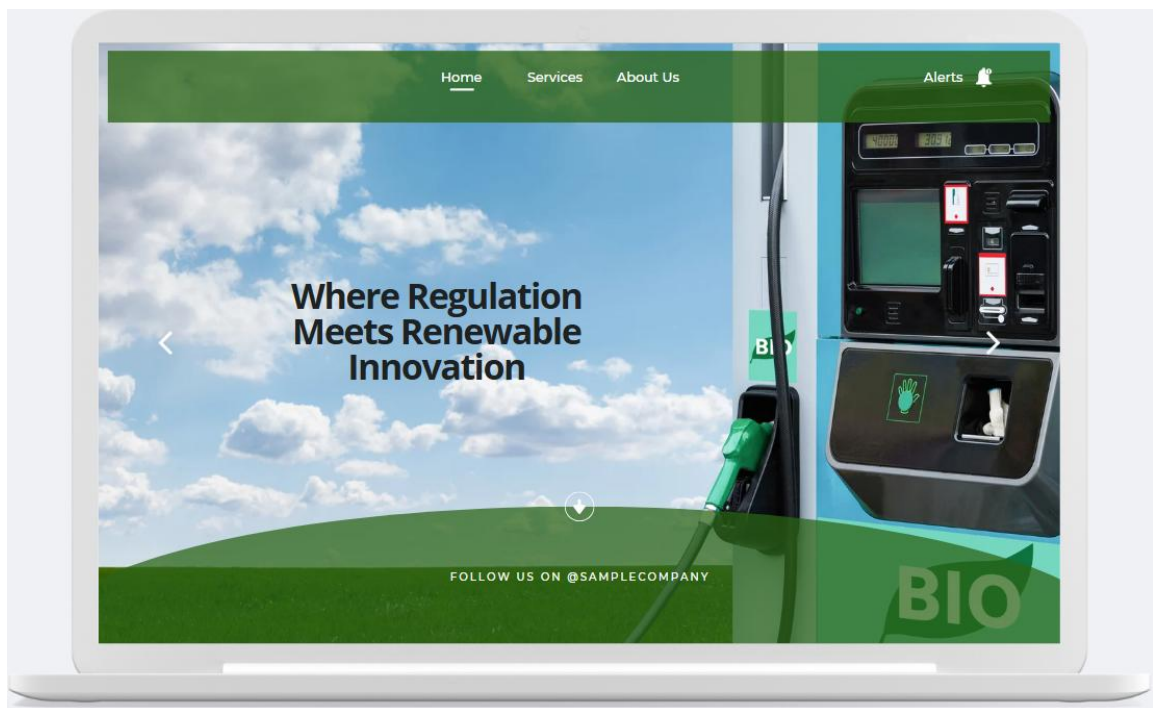 Home Services About Us Alerts
Where Regulation
Meets Renewable
Innovation
BIO
FOLLOW US ON @SAMPLECOMPANY
BIO